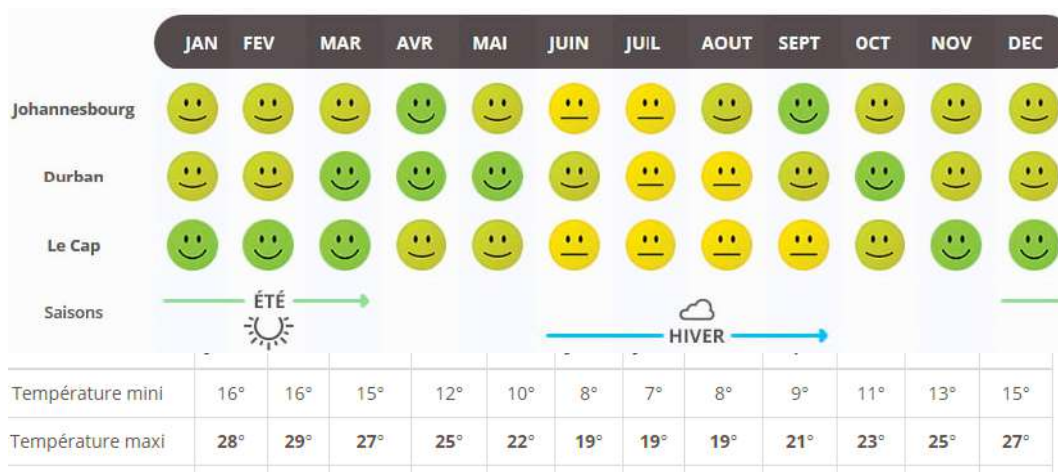 JAN FEV MAR AVR MAI JUIN JUIL AOUT SEPT OCT NOV DEC
Johannesbourg
Durban
Le Cap
Saisons
ÉTÉ
HIVER
Température mini 16° 16° 15° 12° 10° 8° 7° 8° 9° 11° 13° 15°
Température maxi 28° 29° 27° 25° 22° 19° 19° 19° 21° 23° 25° 27°